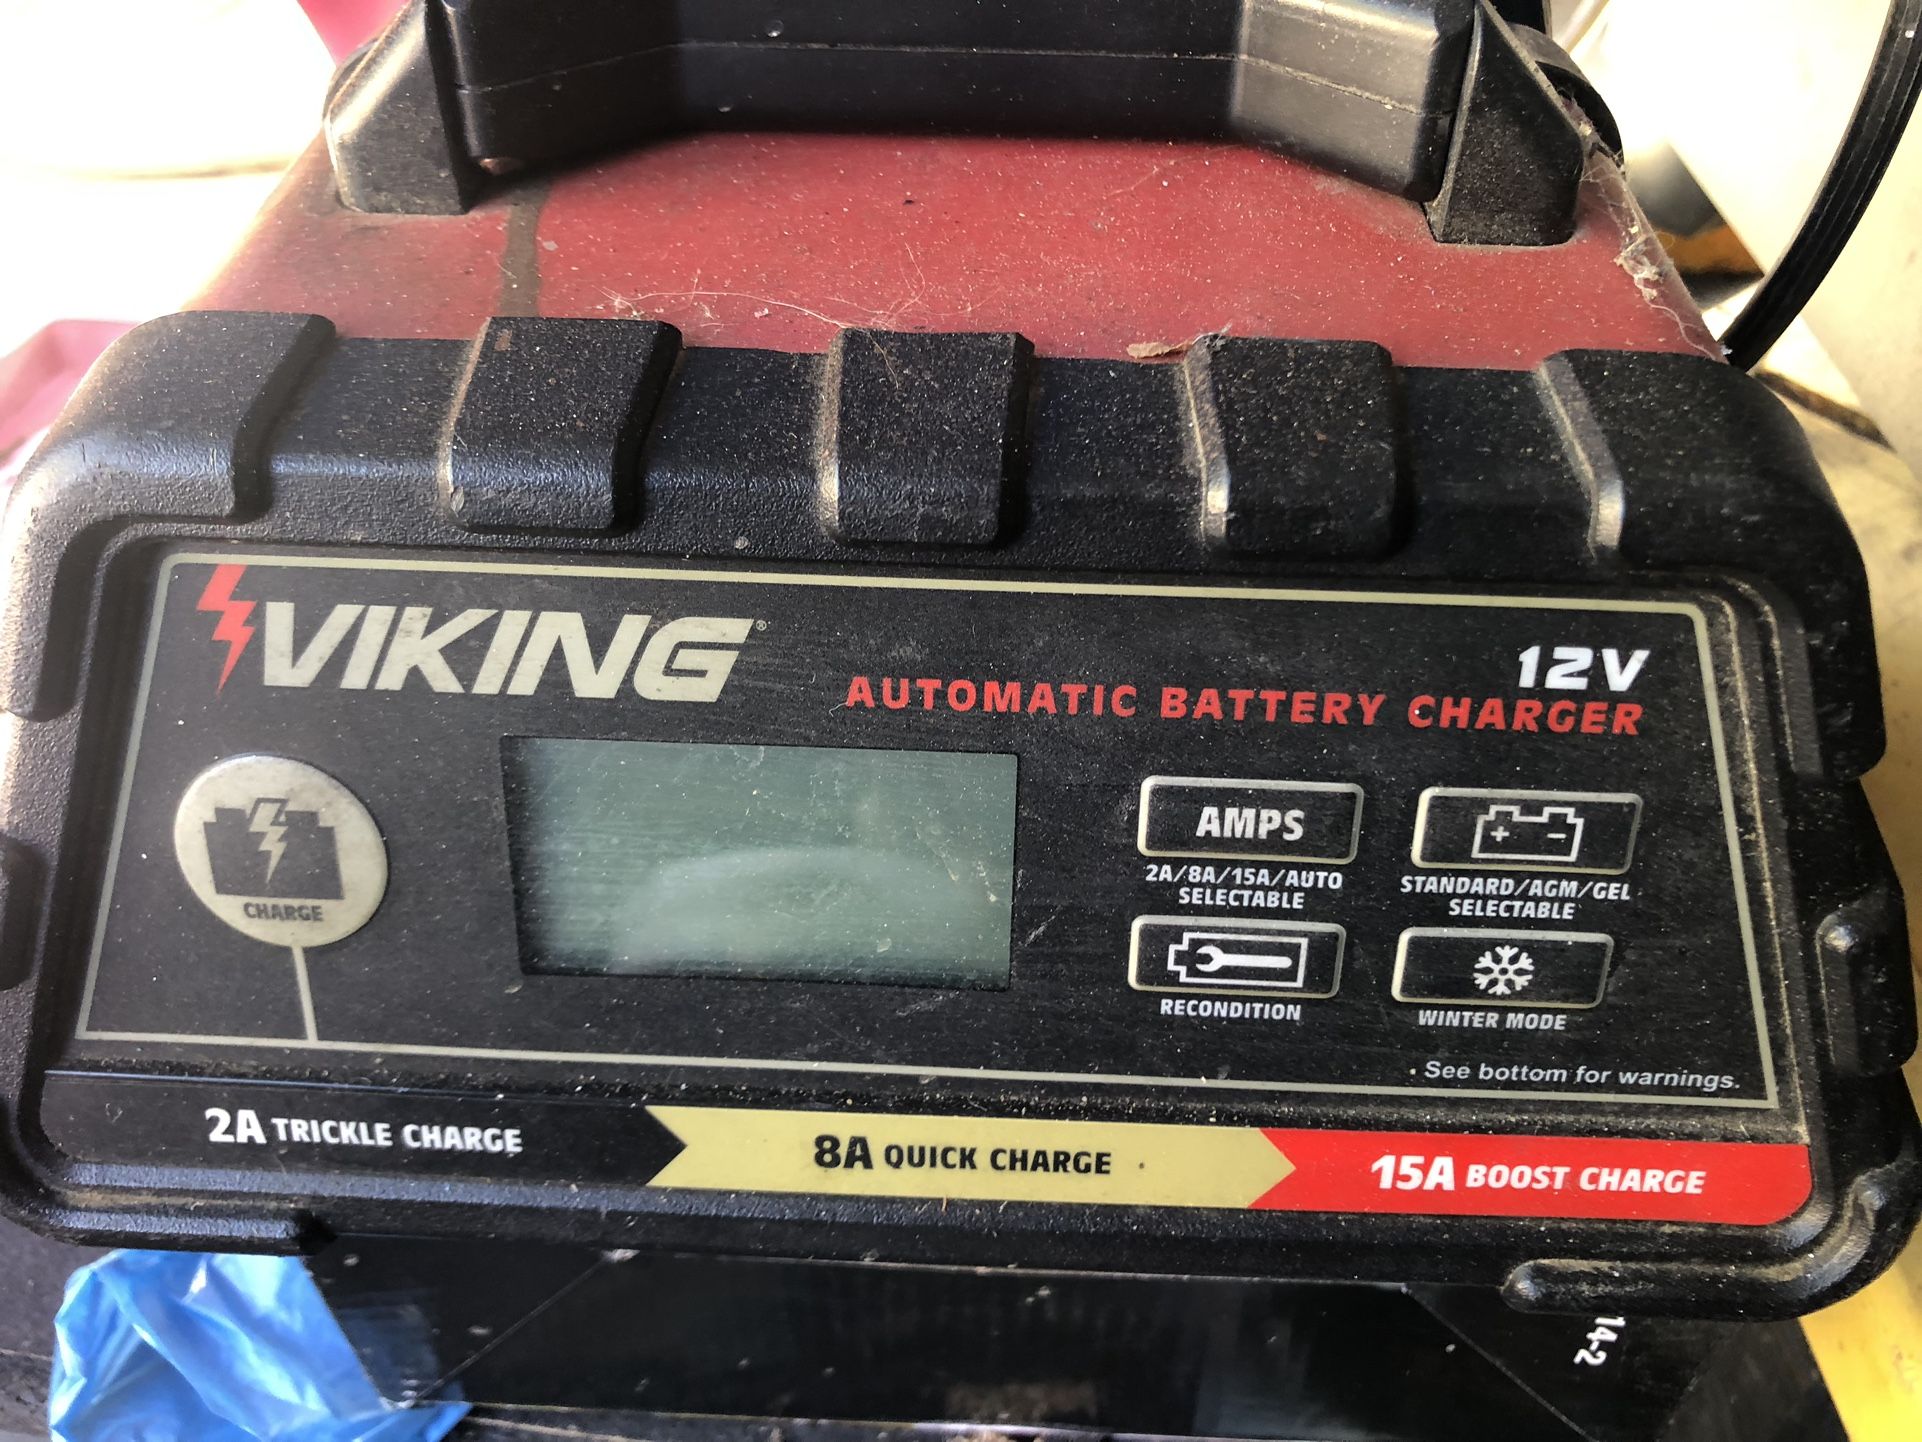 VIKING®
12V
AUTOMATIC BATTERY CHARGER
CHARGE
AMPS
2A/8A/15A/AUTO
SELECTABLE
+ -
STANDARD/AGM/GEL
SELECTABLE
RECONDITION
WINTER MODE
See bottom for warnings.
2A TRICKLE CHARGE
8A QUICK CHARGE
15A BOOST CHARGE
14-2